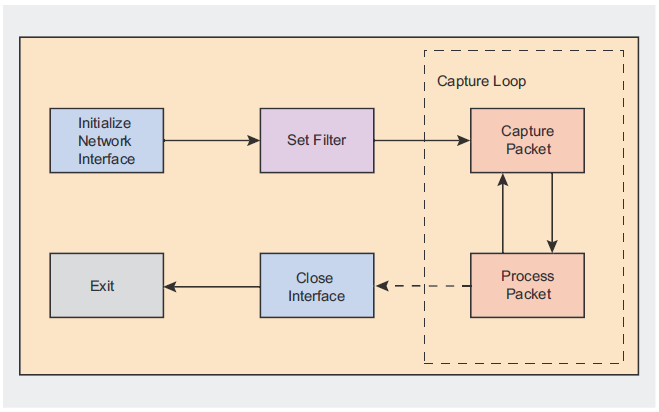 Capture Loop
Initialize
Network
Interface
Set Filter
Capture
Packet
Exit
Close
Interface
Process
Packet